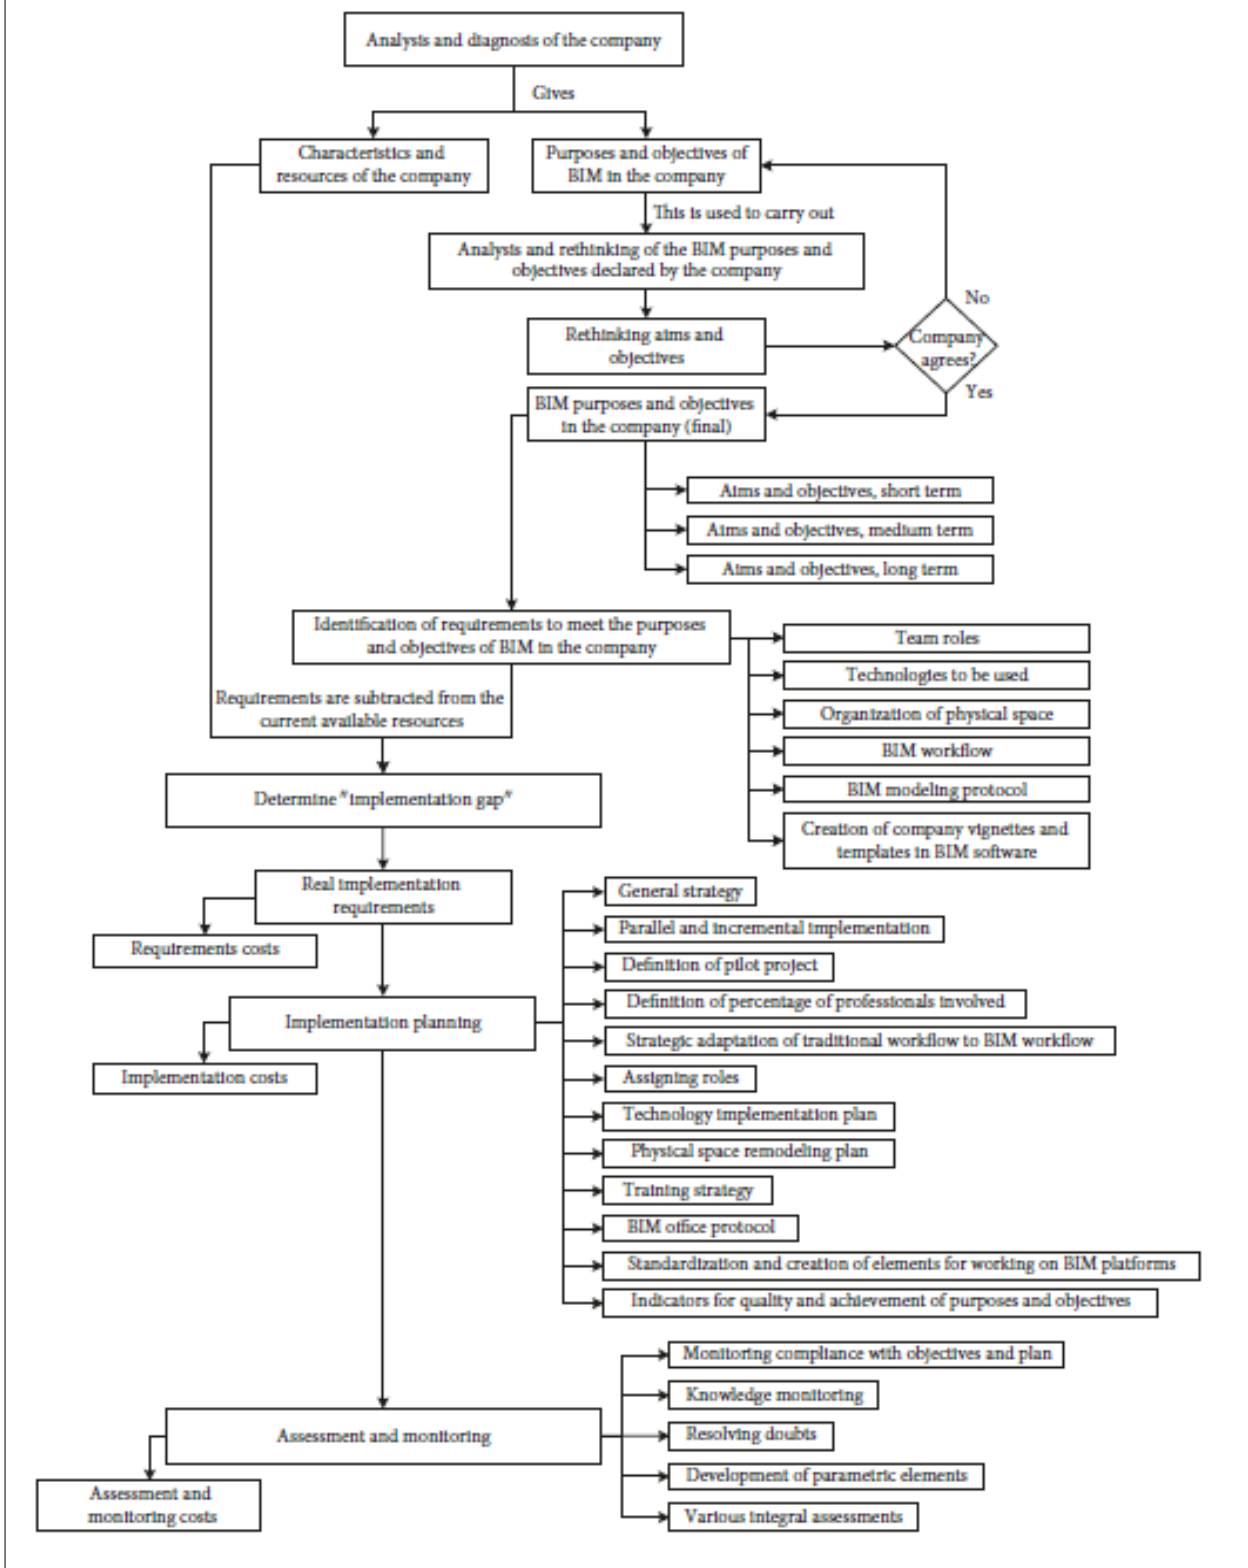 Analysis and diagnosis of the company
Gives
Characteristics and
resources of the company
Purposes and objectives of
BIM in the company
This is used to carry out
Analysis and rethinking of the BIM purposes and
objectives declared by the company
No
Rethinking aims and
objectives
Company
agrees?
Yes
BIM purposes and objectives
in the company (final)
Aims and objectives, short term
Aims and objectives, medium term
Aims and objectives, long term
Identification of requirements to meet the purposes
and objectives of BIM in the company
Team roles
Technologies to be used
Organization of physical space
BIM workflow
BIM modeling protocol
Creation of company vignettes and
templates in BIM software
Requirements are subtracted from the
current available resources
Determine "implementation gap"
Real implementation
requirements
Requirements costs
Implementation planning
Implementation costs
General strategy
Parallel and incremental implementation
Definition of pilot project
Definition of percentage of professionals involved
Strategic adaptation of traditional workflow to BIM workflow
Assigning roles
Technology implementation plan
Physical space remodeling plan
Training strategy
BIM office protocol
Standardization and creation of elements for working on BIM platforms
Indicators for quality and achievement of purposes and objectives
Assessment and monitoring
Assessment and
monitoring costs
Monitoring compliance with objectives and plan
Knowledge monitoring
Resolving doubts
Development of parametric elements
Various integral assessments